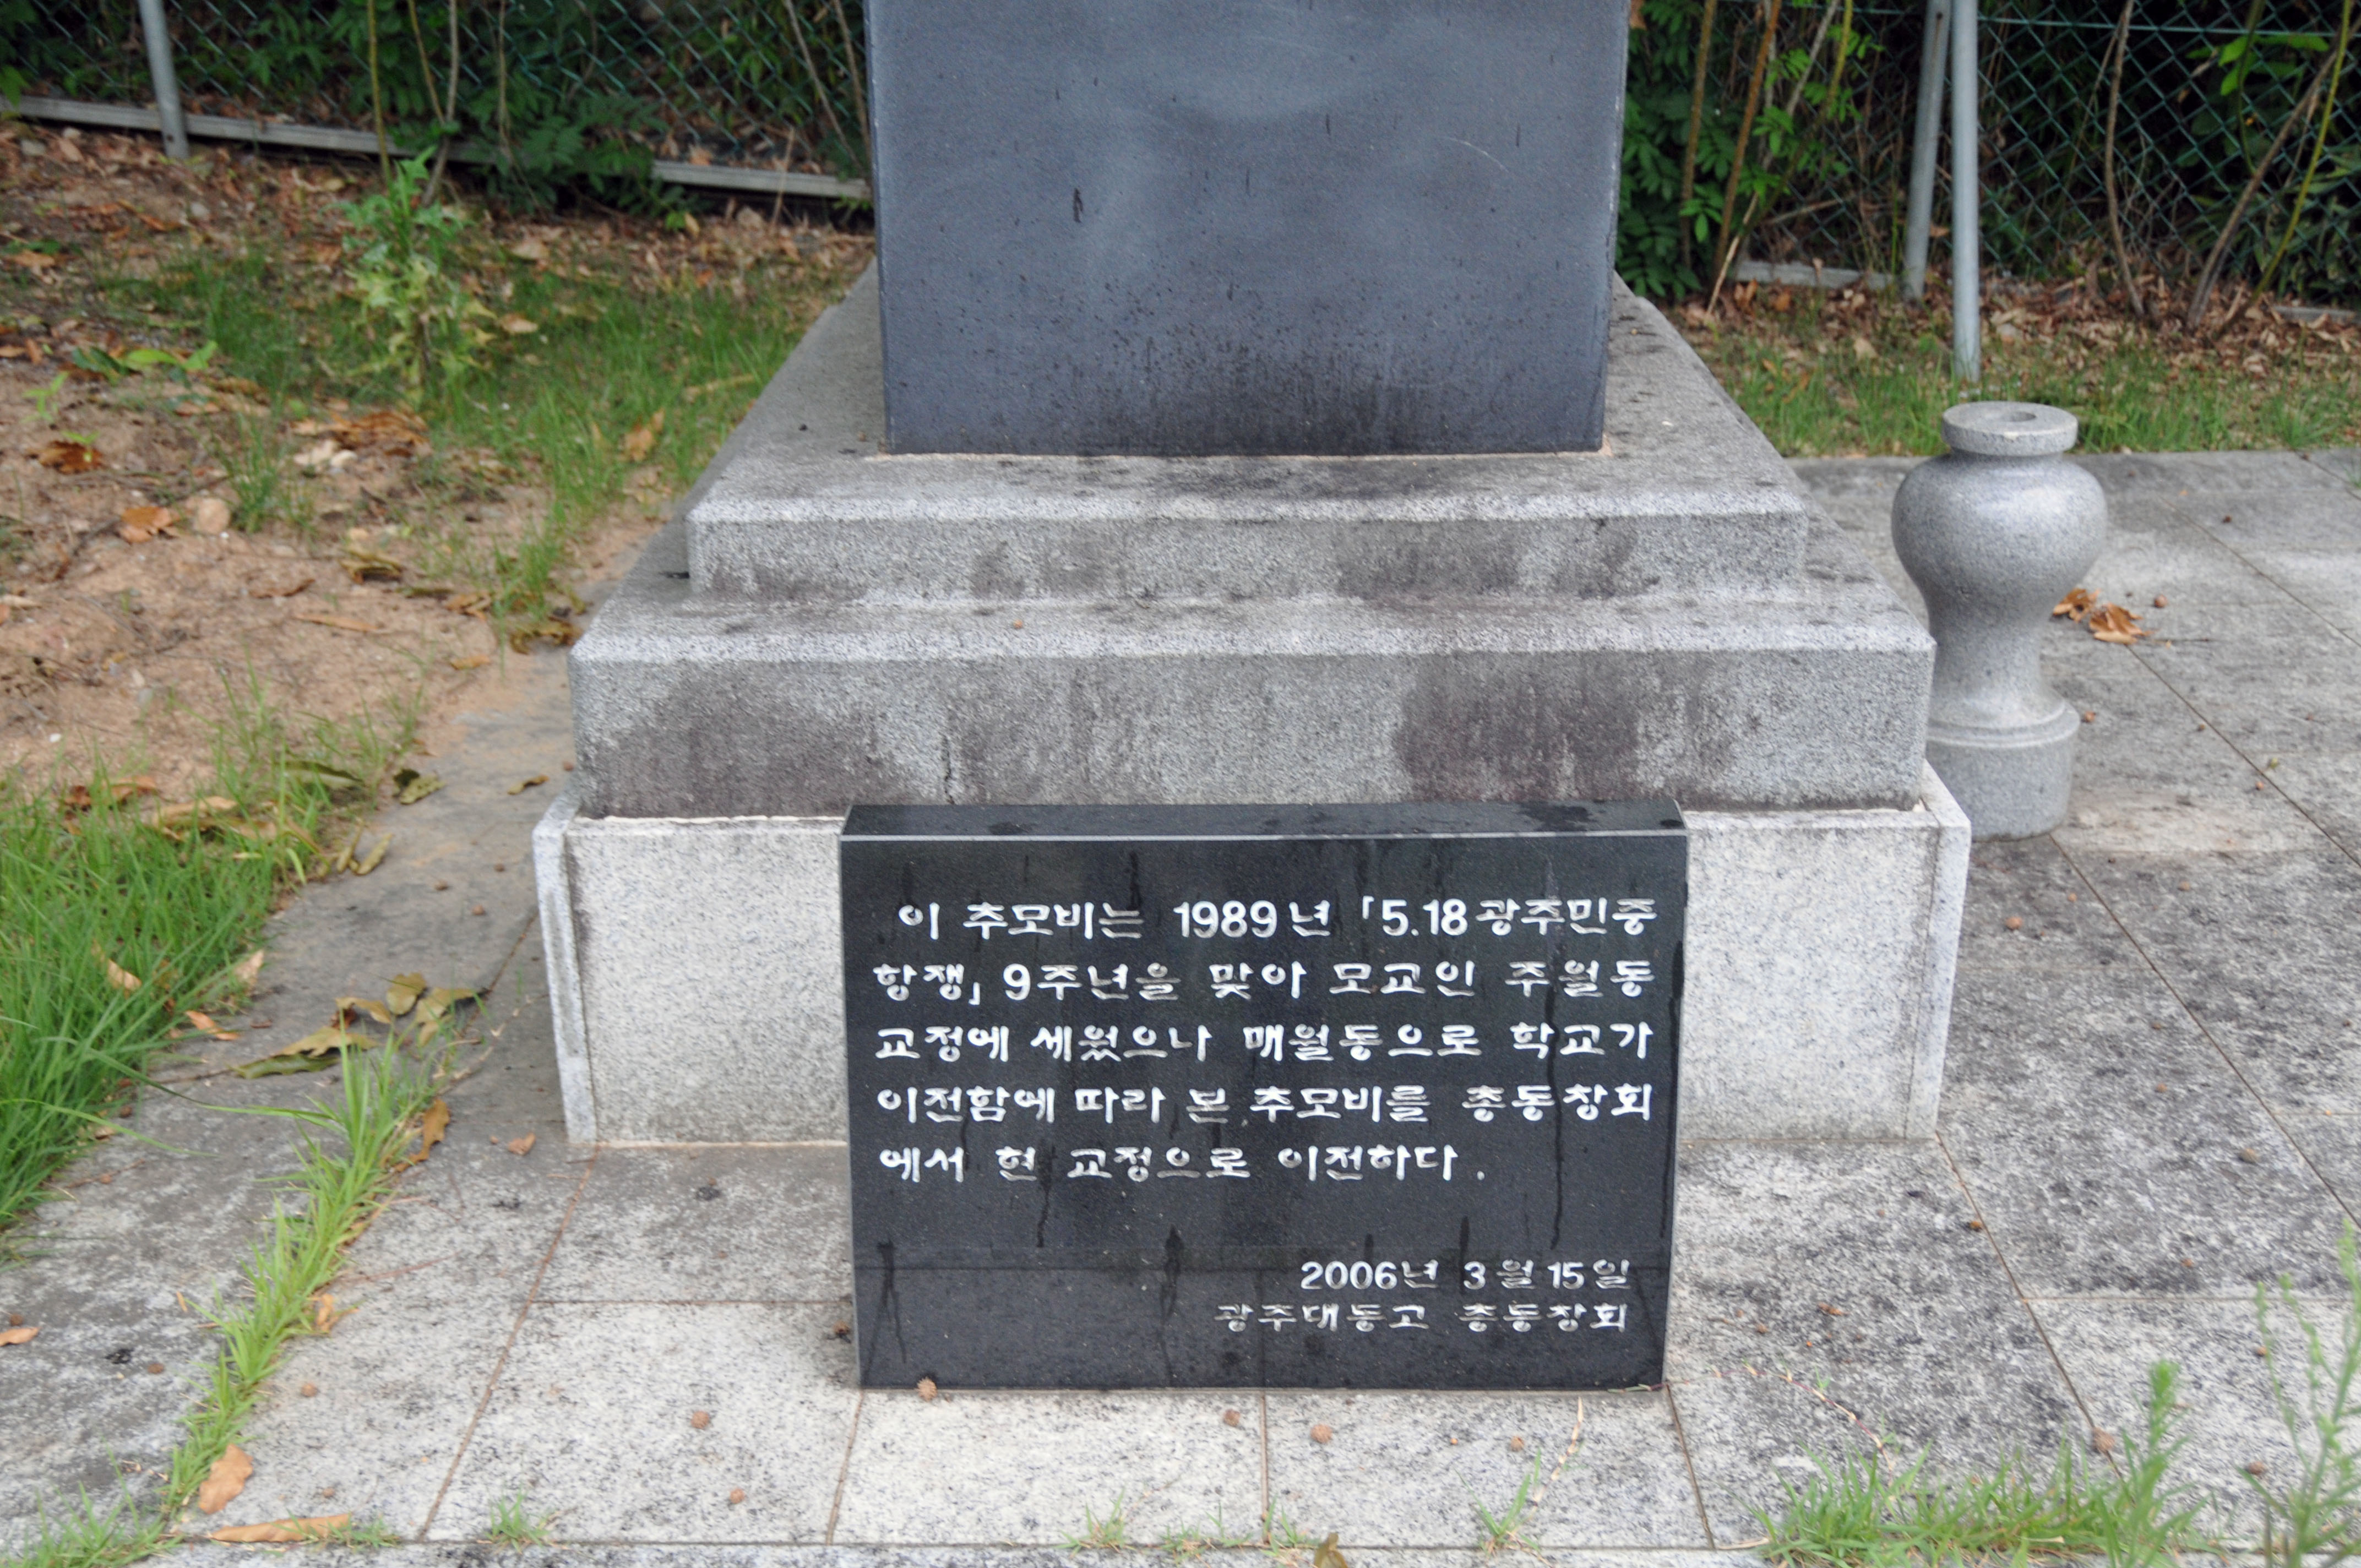 이 추모비는 1989년 「5.18광주민중
항쟁」 9주년을 맞아 모교인 주월동
교정에 세웠으나 매월동으로 학교가
이전함에 따라 본 추모비를 총동창회
에서 현 교정으로 이전하다.
2006년 3월 15일
광주대동고 총동창회